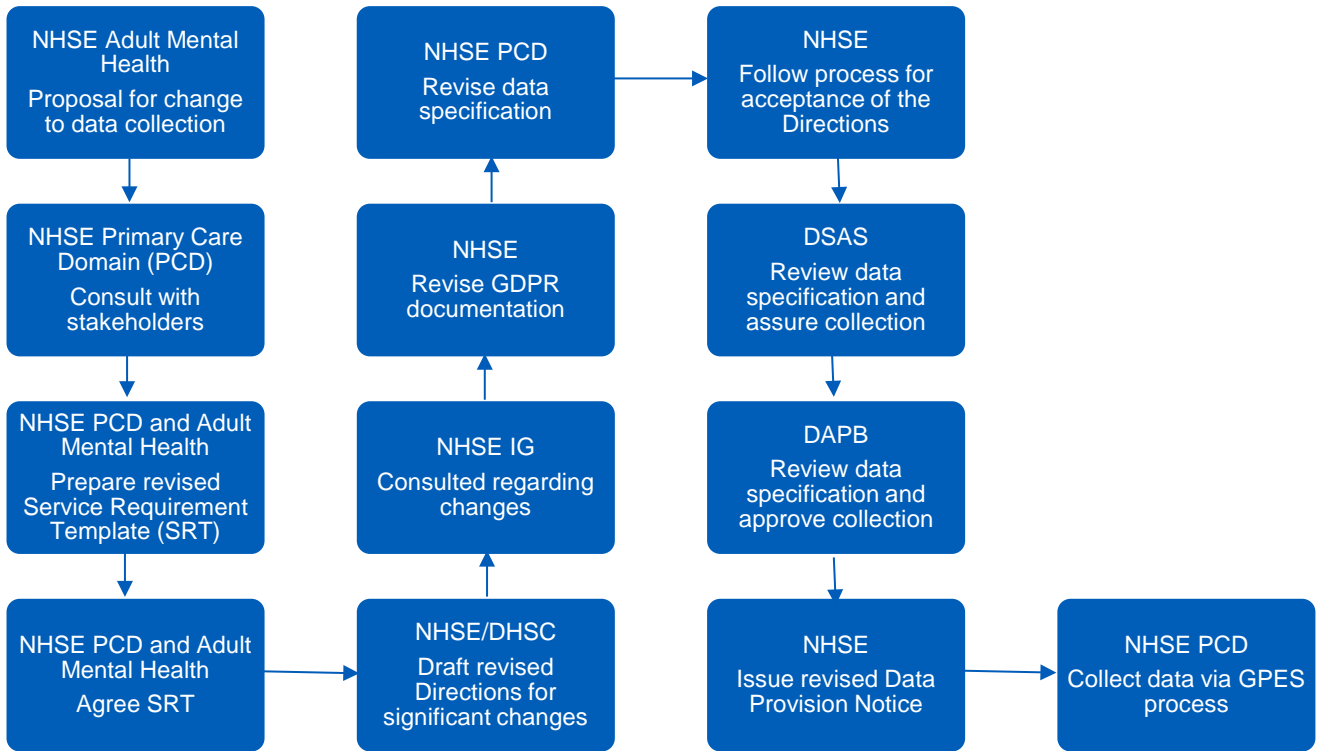 NHSE Adult Mental
Health
Proposal for change
to data collection
NHSE Primary Care
Domain (PCD)
Consult with
stakeholders
NHSE PCD and Adult
Mental Health
Prepare revised
Service Requirement
Template (SRT)
NHSE PCD and Adult
Mental Health
Agree SRT
NHSE/DHSC
Draft revised
Directions for
significant changes
NHSE IG
Consulted regarding
changes
NHSE
Revise GDPR
documentation
NHSE PCD
Revise data
specification
NHSE
Follow process for
acceptance of the
Directions
DSAS
Review data
specification and
assure collection
DAPB
Review data
specification and
approve collection
NHSE
Issue revised Data
Provision Notice
NHSE PCD
Collect data via GPES
process